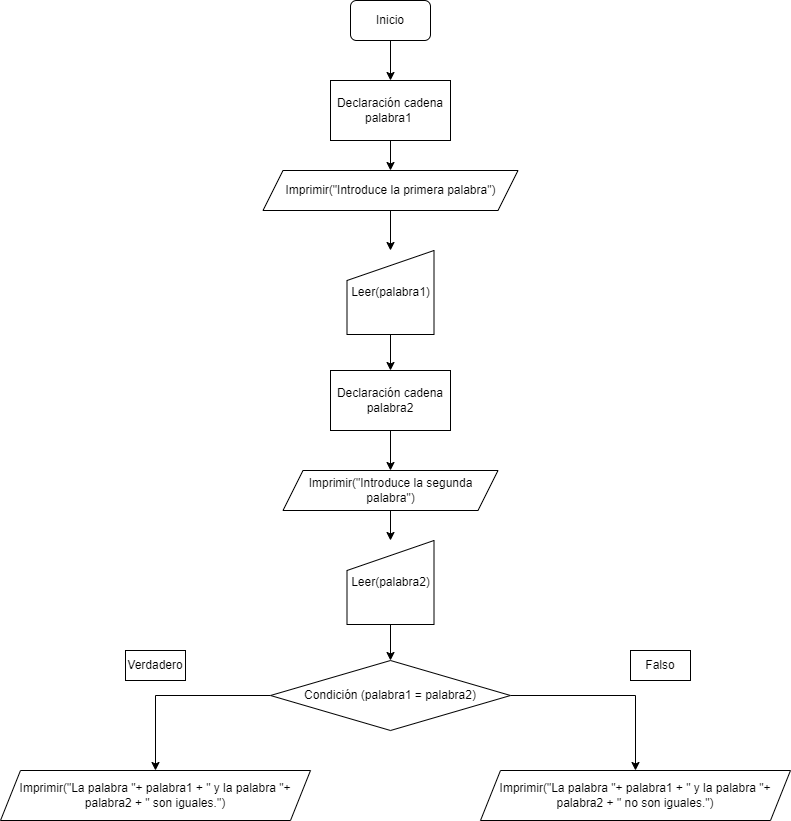 Inicio
Declaración cadena
palabra1
Imprimir("Introduce la primera palabra")
Leer(palabra1)
Declaración cadena
palabra2
Imprimir("Introduce la segunda
palabra")
Leer(palabra2)
Verdadero
Falso
Condición (palabra1 = palabra2)
Imprimir("La palabra "+ palabra1 + " y la palabra "+
palabra2 + " son iguales.")
Imprimir("La palabra "+ palabra1 + " y la palabra "+
palabra2 + " no son iguales.")